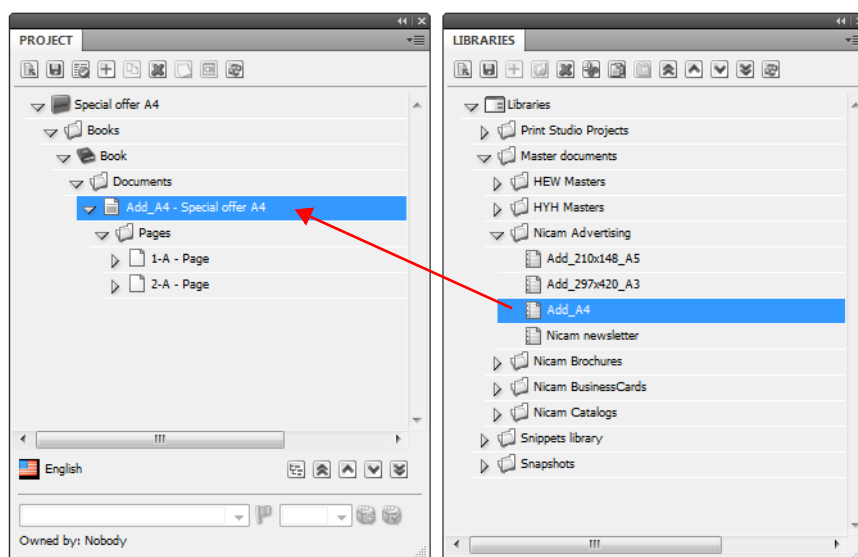 PROJECT
Special offer A4
Books
Book
Documents
Add_A4 - Special offer A4
Pages
1-A - Page
2-A - Page
English
Owned by: Nobody
LIBRARIES
Libraries
Print Studio Projects
Master documents
HEW Masters
HYH Masters
Nicam Advertising
Add_210x148_A5
Add_297x420_A3
Add_A4
Nicam newsletter
Nicam Brochures
Nicam BusinessCards
Nicam Catalogs
Snippets library
Snapshots